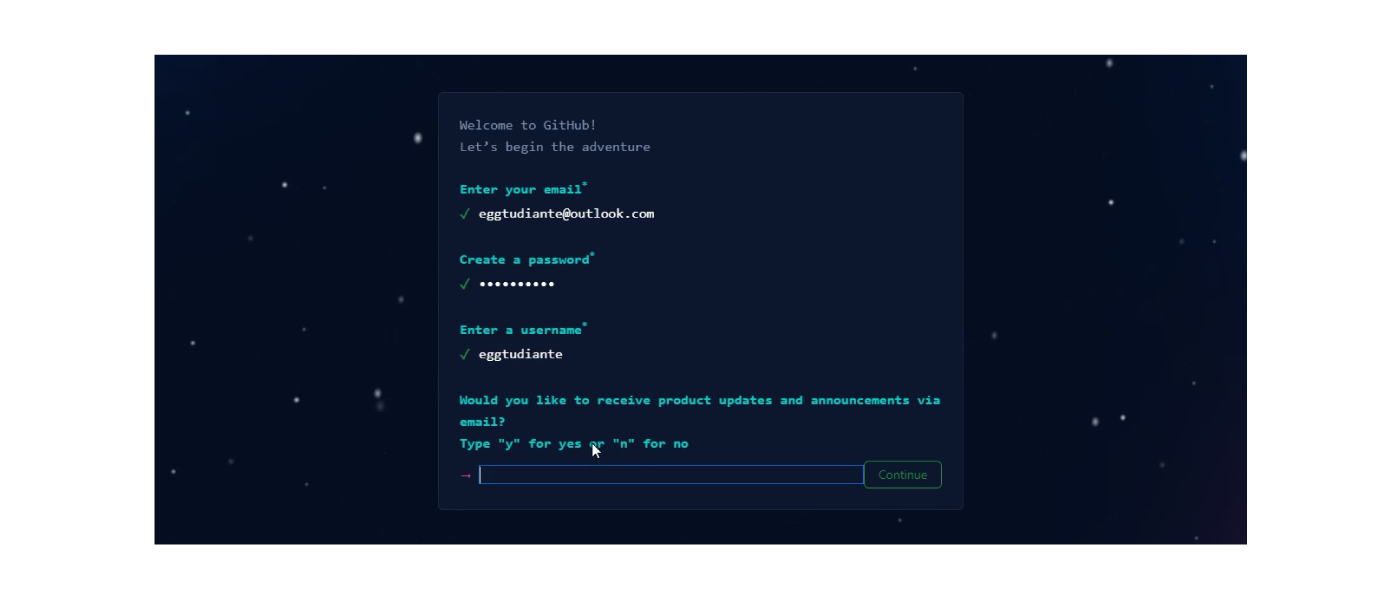 Welcome to GitHub!
Let’s begin the adventure
Enter your email*
✓ eggtudiante@outlook.com
Create a password*
✓ ••••••••••
Enter a username*
✓ eggtudiante
Would you like to receive product updates and announcements via
email?
Type "y" for yes or "n" for no
→
Continue